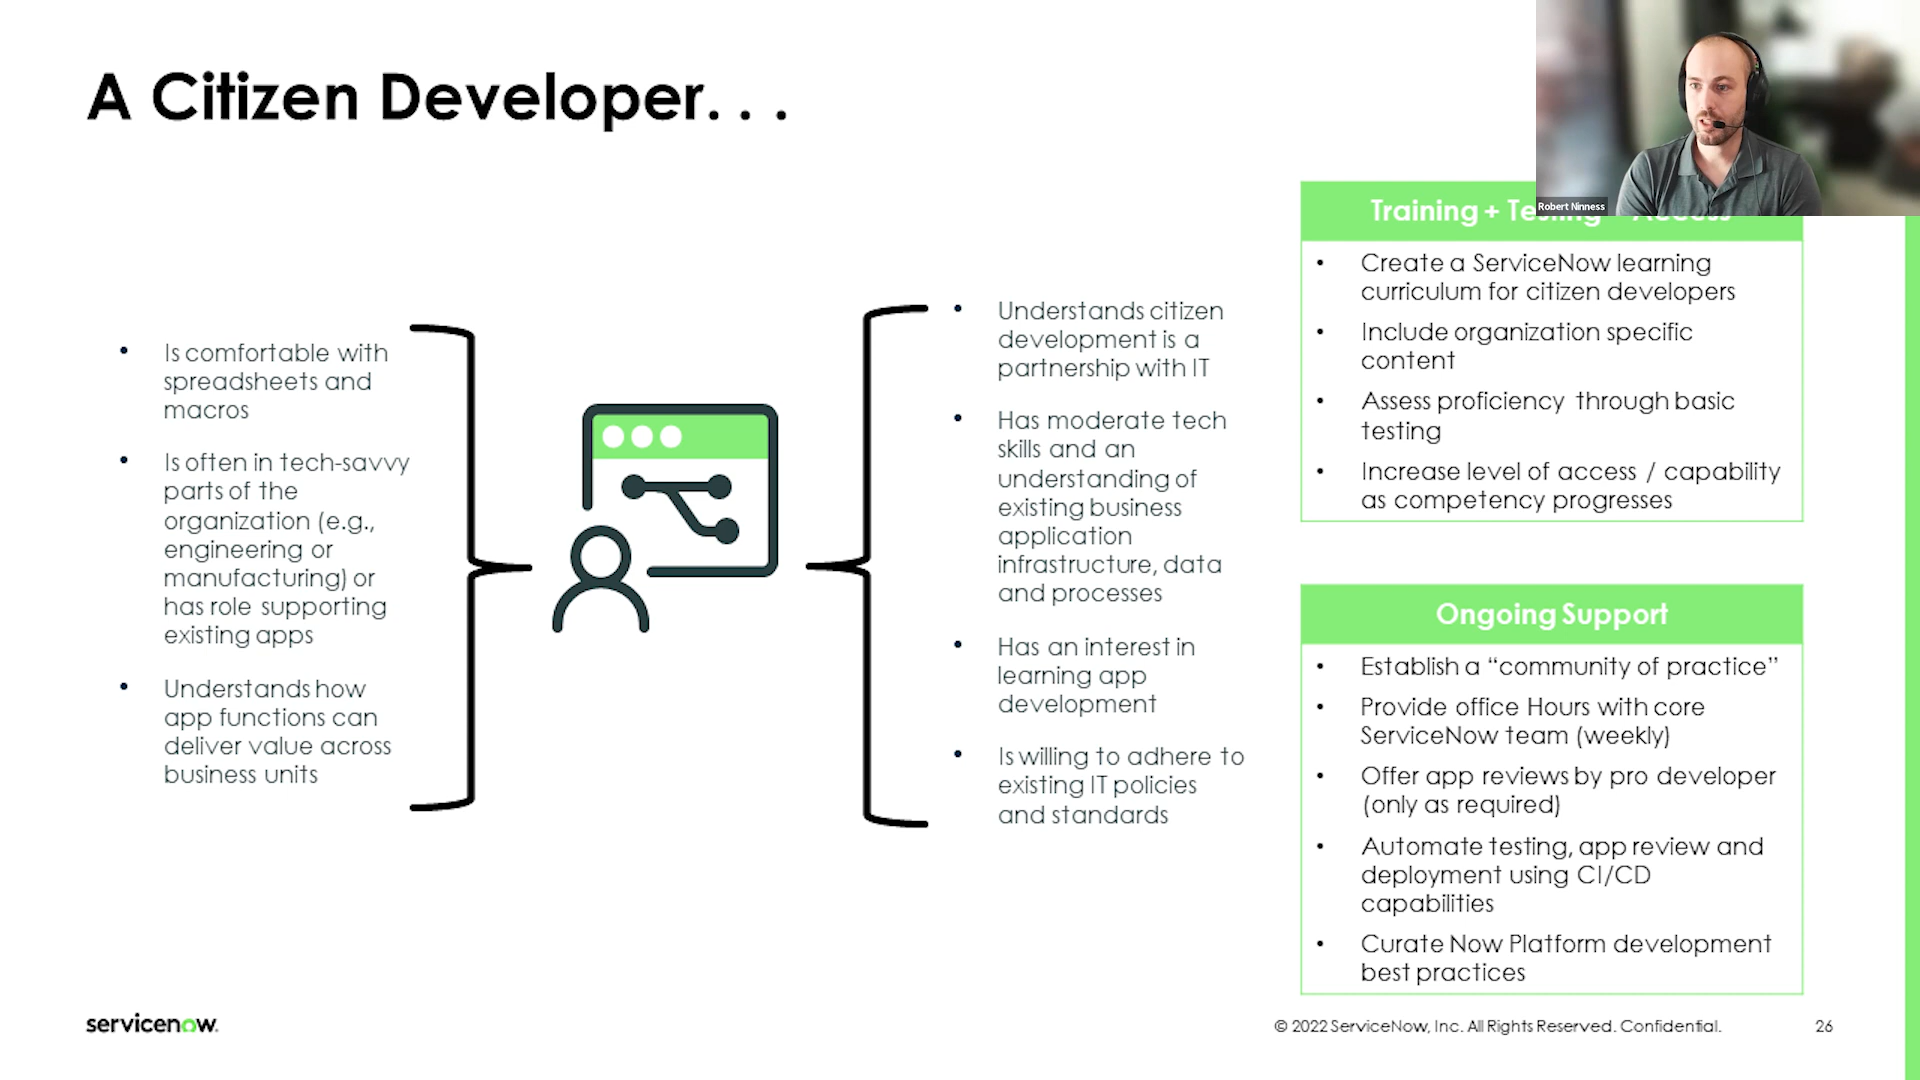 A Citizen Developer. . .
Robert Ninness
• Is comfortable with
spreadsheets and
macros
• Is often in tech-savvy
parts of the
organization (e.g.,
engineering or
manufacturing) or
has role supporting
existing apps
• Understands how
app functions can
deliver value across
business units
• Understands citizen
development is a
partnership with IT
• Has moderate tech
skills and an
understanding of
existing business
application
infrastructure, data
and processes
• Has an interest in
learning app
development
• Is willing to adhere to
existing IT policies
and standards
Training + Testing Access
• Create a ServiceNow learning
curriculum for citizen developers
• Include organization specific
content
• Assess proficiency through basic
testing
• Increase level of access / capability
as competency progresses
Ongoing Support
• Establish a “community of practice”
• Provide office Hours with core
ServiceNow team (weekly)
• Offer app reviews by pro developer
(only as required)
• Automate testing, app review and
deployment using CI/CD
capabilities
• Curate Now Platform development
best practices
servicenow.
© 2022 ServiceNow, Inc. All Rights Reserved. Confidential.
26